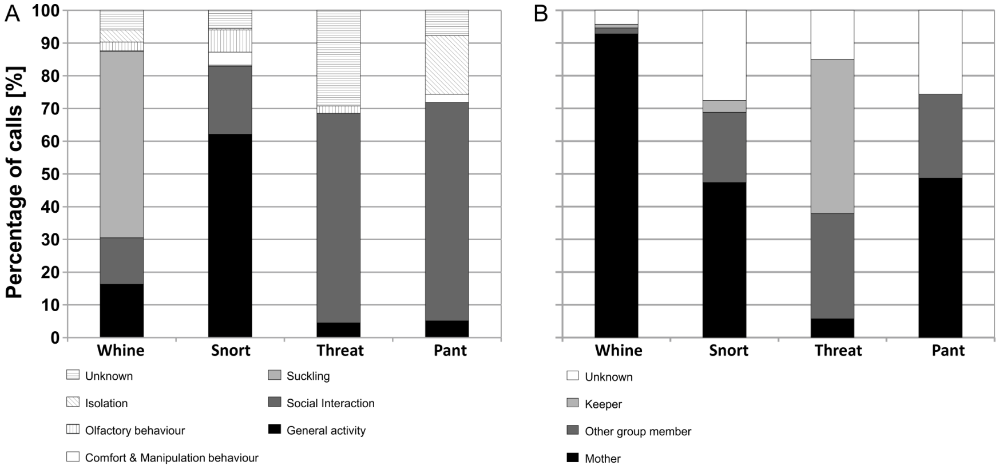 A
B
Percentage of calls [%]
100
90
80
70
60
50
40
30
20
10
0
Whine Snort Threat Pant
Whine Snort Threat Pant
Unknown
Isolation
Olfactory behaviour
Comfort & Manipulation behaviour
Suckling
Social Interaction
General activity
Unknown
Keeper
Other group member
Mother